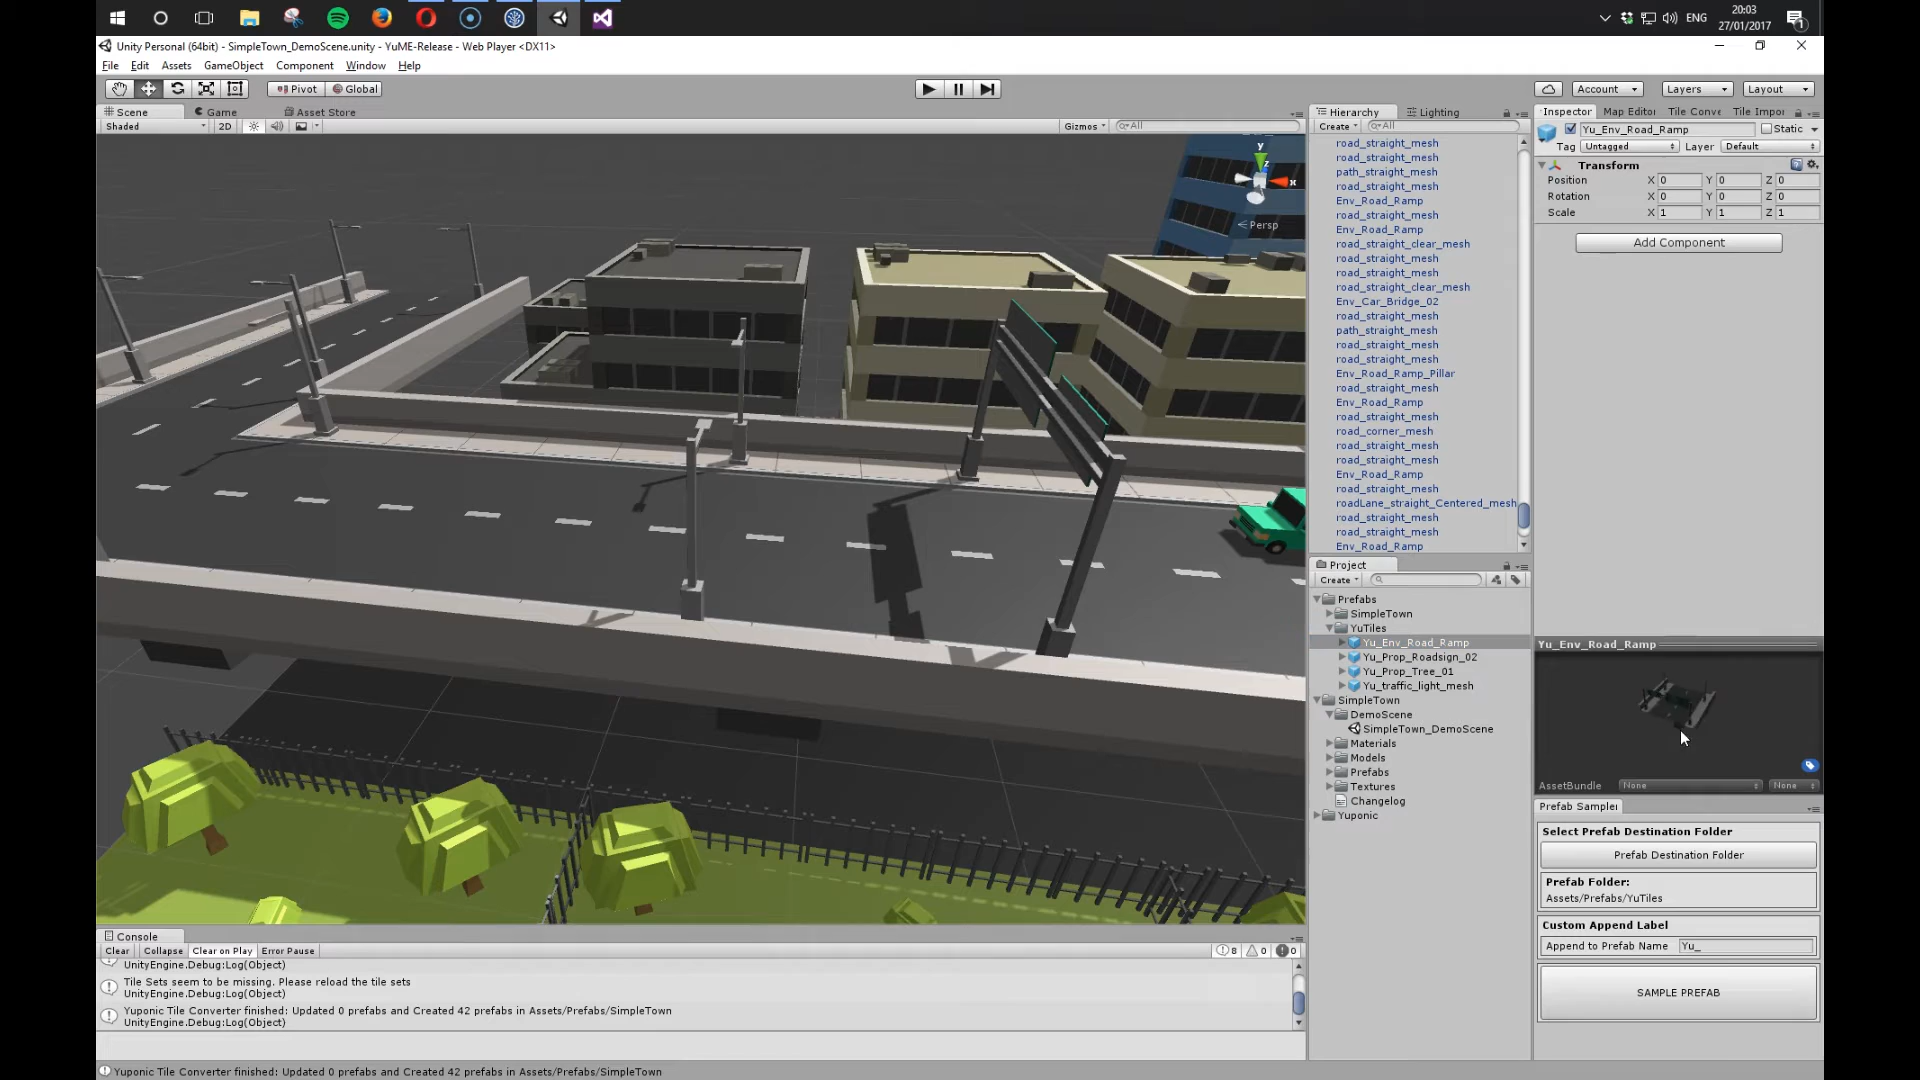 ENG
20:03
27/01/2017
Unity Personal (64bit) - SimpleTown_DemoScene.unity - YuME-Release - Web Player <DX11>
File Edit Assets GameObject Component Window Help
Pivot Global
Account Layers Layout
Scene Game Asset Store
Shaded 2D Gizmos All
y
z
x
Persp
Hierarchy Lighting
Create All
road_straight_mesh
road_straight_mesh
path_straight_mesh
road_straight_mesh
Env_Road_Ramp
road_straight_mesh
Env_Road_Ramp
road_straight_clear_mesh
road_straight_mesh
road_straight_mesh
road_straight_clear_mesh
Env_Car_Bridge_02
road_straight_mesh
path_straight_mesh
road_straight_mesh
road_straight_mesh
Env_Road_Ramp_Pillar
road_straight_mesh
Env_Road_Ramp
road_straight_mesh
road_corner_mesh
road_straight_mesh
road_straight_mesh
Env_Road_Ramp
road_straight_mesh
roadLane_straight_Centered_mesh
road_straight_mesh
road_straight_mesh
Env_Road_Ramp
Project
Create
Prefabs
SimpleTown
YuTiles
Yu_Env_Road_Ramp
Yu_Prop_Roadsign_02
Yu_Prop_Tree_01
Yu_traffic_light_mesh
SimpleTown
DemoScene
SimpleTown_DemoScene
Materials
Models
Prefabs
Textures
Changelog
Yuponic
Inspector Map Editor Tile Conve Tile Impor
Yu_Env_Road_Ramp Static
Tag Untagged Layer Default
Transform
Position X 0 Y 0 Z 0
Rotation X 0 Y 0 Z 0
Scale X 1 Y 1 Z 1
Add Component
Yu_Env_Road_Ramp
AssetBundle None None
Prefab Sampler
Select Prefab Destination Folder
Prefab Destination Folder
Prefab Folder:
Assets/Prefabs/YuTiles
Custom Append Label
Append to Prefab Name Yu_
SAMPLE PREFAB
Console
Clear Collapse Clear on Play Error Pause 8 0 0
UnityEngine.Debug:Log(Object)
Tile Sets seem to be missing. Please reload the tile sets
UnityEngine.Debug:Log(Object)
Yuponic Tile Converter finished: Updated 0 prefabs and Created 42 prefabs in Assets/Prefabs/SimpleTown
UnityEngine.Debug:Log(Object)
Yuponic Tile Converter finished: Updated 0 prefabs and Created 42 prefabs in Assets/Prefabs/SimpleTown